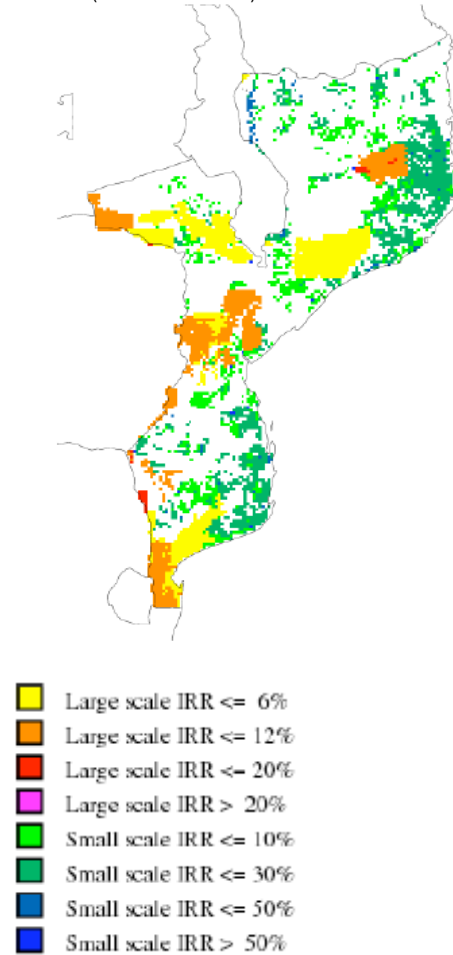 Large scale IRR <= 6%
Large scale IRR <= 12%
Large scale IRR <= 20%
Large scale IRR > 20%
Small scale IRR <= 10%
Small scale IRR <= 30%
Small scale IRR <= 50%
Small scale IRR > 50%